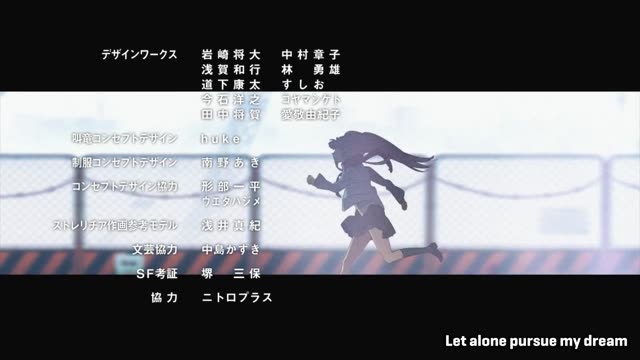 デザインワークス 岩崎将大 中村章子
浅賀和行 林 勇雄
道下康太 すしお
今石洋之 コヤマシゲト
田中将賀 愛敬由紀子
叫竜コンセプトデザイン huke
制服コンセプトデザイン 南野あき
コンセプトデザイン協力 形部一平
ウエダハジメ
ストレリチア作画参考モデル 浅井真紀
文芸協力 中島かずき
SF考証 堺 三保
協力 ニトロプラス
Let alone pursue my dream